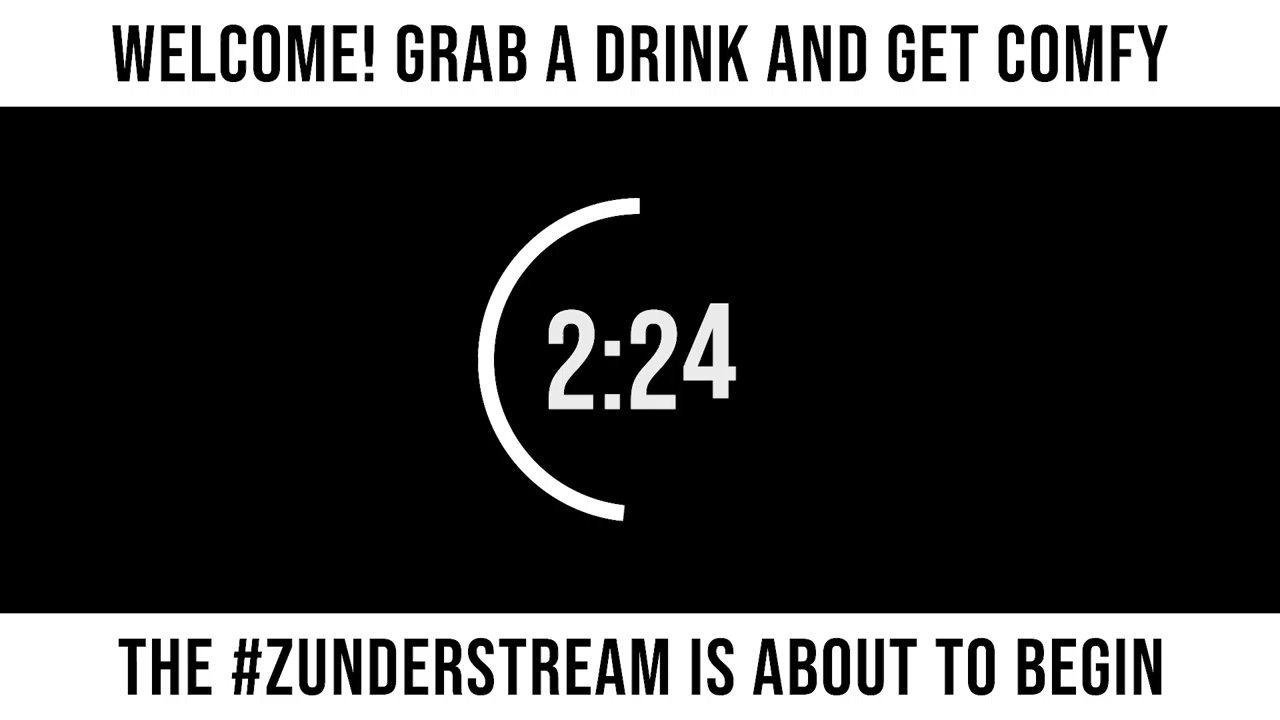 WELCOME! GRAB A DRINK AND GET COMFY
2:24
THE #ZUNDERSTREAM IS ABOUT TO BEGIN